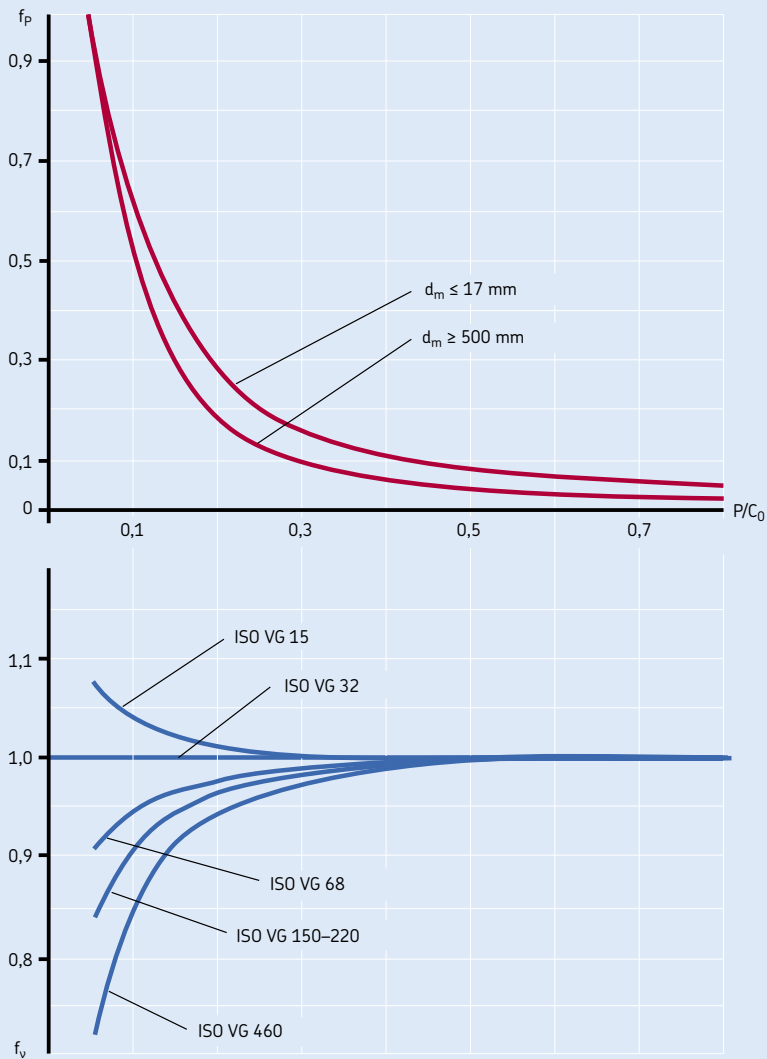 fP
0,9
0,7
0,5
dm ≤ 17 mm
dm ≥ 500 mm
0,3
0,1
0
P/C0
0,1 0,3 0,5 0,7
ISO VG 15
1,1
ISO VG 32
1,0
0,9
ISO VG 68
ISO VG 150–220
0,8
ISO VG 460
fν